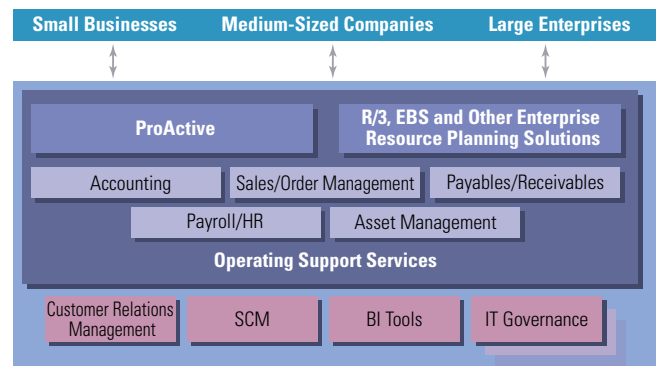 Small Businesses Medium-Sized Companies Large Enterprises
ProActive
R/3, EBS and Other Enterprise
Resource Planning Solutions
Accounting Sales/Order Management Payables/Receivables
Payroll/HR Asset Management
Operating Support Services
Customer Relations
Management
SCM BI Tools IT Governance